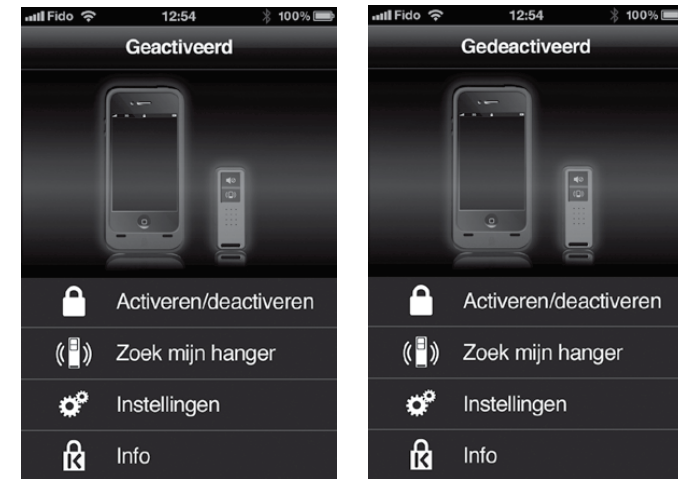 Fido 12:54 100%
Geactiveerd
Activeren/deactiveren
Zoek mijn hanger
Instellingen
Info
Fido 12:54 100%
Gedeactiveerd
Activeren/deactiveren
Zoek mijn hanger
Instellingen
Info